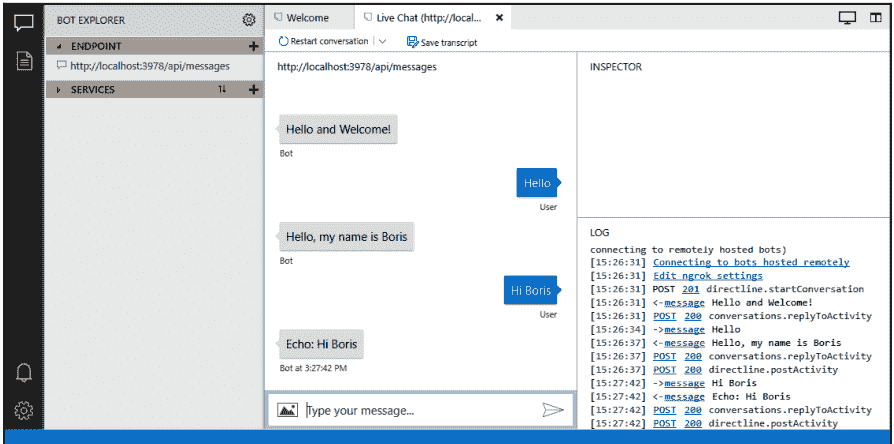 BOT EXPLORER
ENDPOINT
http://localhost:3978/api/messages
SERVICES
Welcome
Live Chat (http://local...
Restart conversation
Save transcript
http://localhost:3978/api/messages
Hello and Welcome!
Bot
Hello
User
Hello, my name is Boris
Bot
Hi Boris
User
Echo: Hi Boris
Bot at 3:27:42 PM
Type your message...
INSPECTOR
LOG
connecting to remotely hosted bots)
[15:26:31] Connecting to bots hosted remotely
[15:26:31] Edit ngrok settings
[15:26:31] POST 201 directline.startConversation
[15:26:31] <-message Hello and Welcome!
[15:26:31] POST 200 conversations.replyToActivity
[15:26:34] ->message Hello
[15:26:37] <-message Hello, my name is Boris
[15:26:37] POST 200 conversations.replyToActivity
[15:26:37] POST 200 directline.postActivity
[15:27:42] ->message Hi Boris
[15:27:42] <-message Echo: Hi Boris
[15:27:42] POST 200 conversations.replyToActivity
[15:27:42] POST 200 directline.postActivity